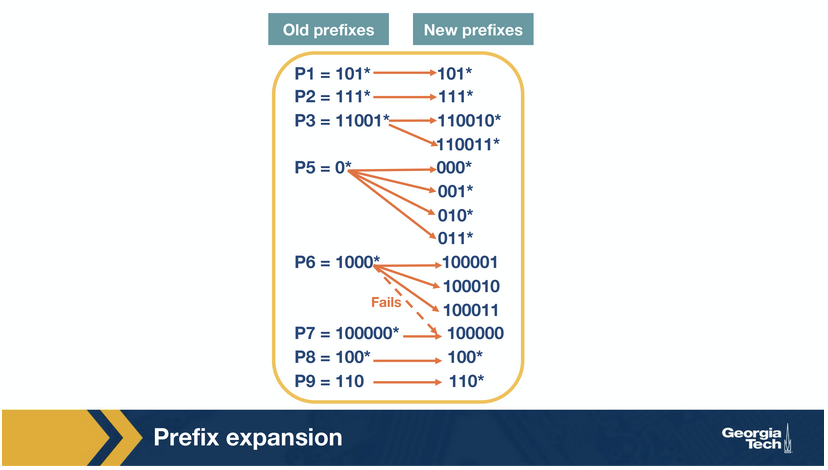 Old prefixes New prefixes
P1 = 101* 101*
P2 = 111* 111*
P3 = 11001* 110010*
110011*
P5 = 0* 000*
001*
010*
011*
P6 = 1000* 100001
100010
Fails 100011
P7 = 100000* 100000
P8 = 100* 100*
P9 = 110 110*
Prefix expansion
Georgia
Tech